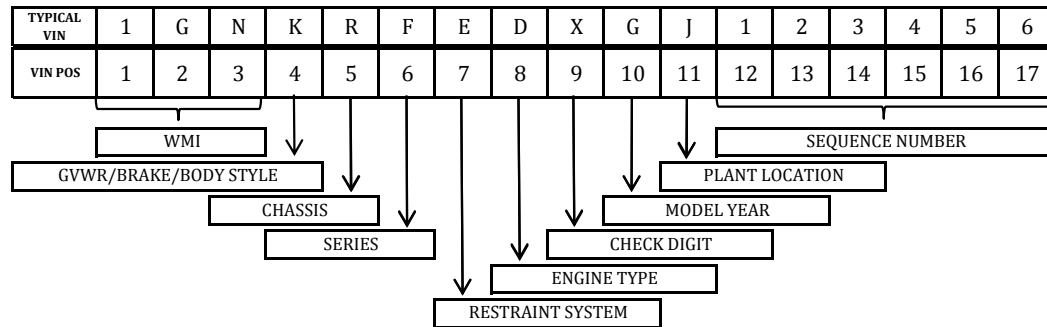 TYPICAL VIN 1 G N K R F E D X G J 1 2 3 4 5 6
VIN POS 1 2 3 4 5 6 7 8 9 10 11 12 13 14 15 16 17
WMI SEQUENCE NUMBER
GVWR/BRAKE/BODY STYLE PLANT LOCATION
CHASSIS MODEL YEAR
SERIES CHECK DIGIT
ENGINE TYPE
RESTRAINT SYSTEM